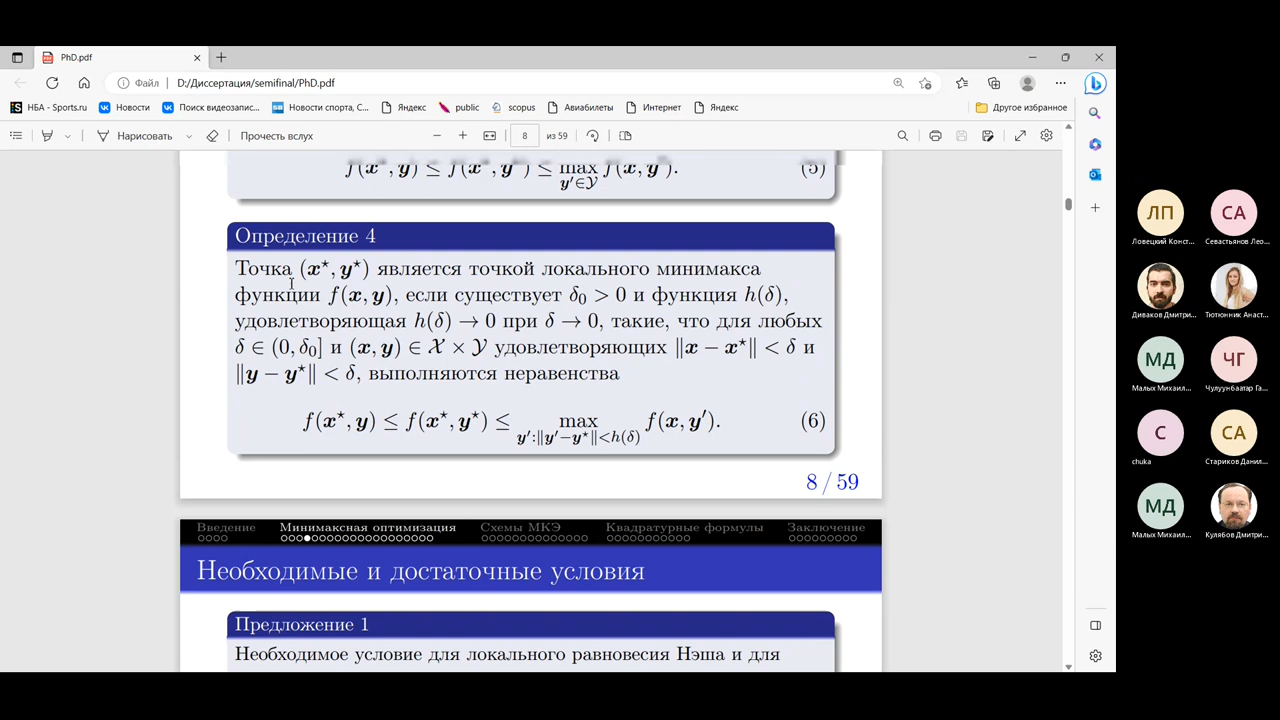 PhD.pdf
Файл D:/Диссертация/semifinal/PhD.pdf
НБА - Sports.ru Новости Поиск видеозапис... Новости спорта, С... Яндекс public scopus Авиабилеты Интернет Яндекс Другое избранное
Нарисовать Прочесть вслух 8 из 59
f(x*, y) ≤ f(x*, y*) ≤ max f(x, y′). (5)
y′∈𝒴
Определение 4
Точка (x⋆, y⋆) является точкой локального минимакса
функции f(x, y), если существует δ₀ > 0 и функция h(δ),
удовлетворяющая h(δ) → 0 при δ → 0, такие, что для любых
δ ∈ (0, δ₀] и (x, y) ∈ 𝒳 × 𝒴 удовлетворяющих ‖x − x⋆‖ < δ и
‖y − y⋆‖ < δ, выполняются неравенства
f(x⋆, y) ≤ f(x⋆, y⋆) ≤ max f(x, y′). (6)
y′:‖y′−y⋆‖<h(δ)
8 / 59
Введение Минимаксная оптимизация Схемы МКЭ Квадратурные формулы Заключение
Необходимые и достаточные условия
Предложение 1
Необходимое условие для локального равновесия Нэша и для
ЛП СА
Ловецкий Конст... Севастьянов Лео...
Диваков Дмитри... Тютюнник Анаст...
МД ЧГ
Малых Михаил... Чулуунбаатар Га...
C СА
chuka Стариков Данил...
МД
Малых Михаил... Кулябов Дмитри...